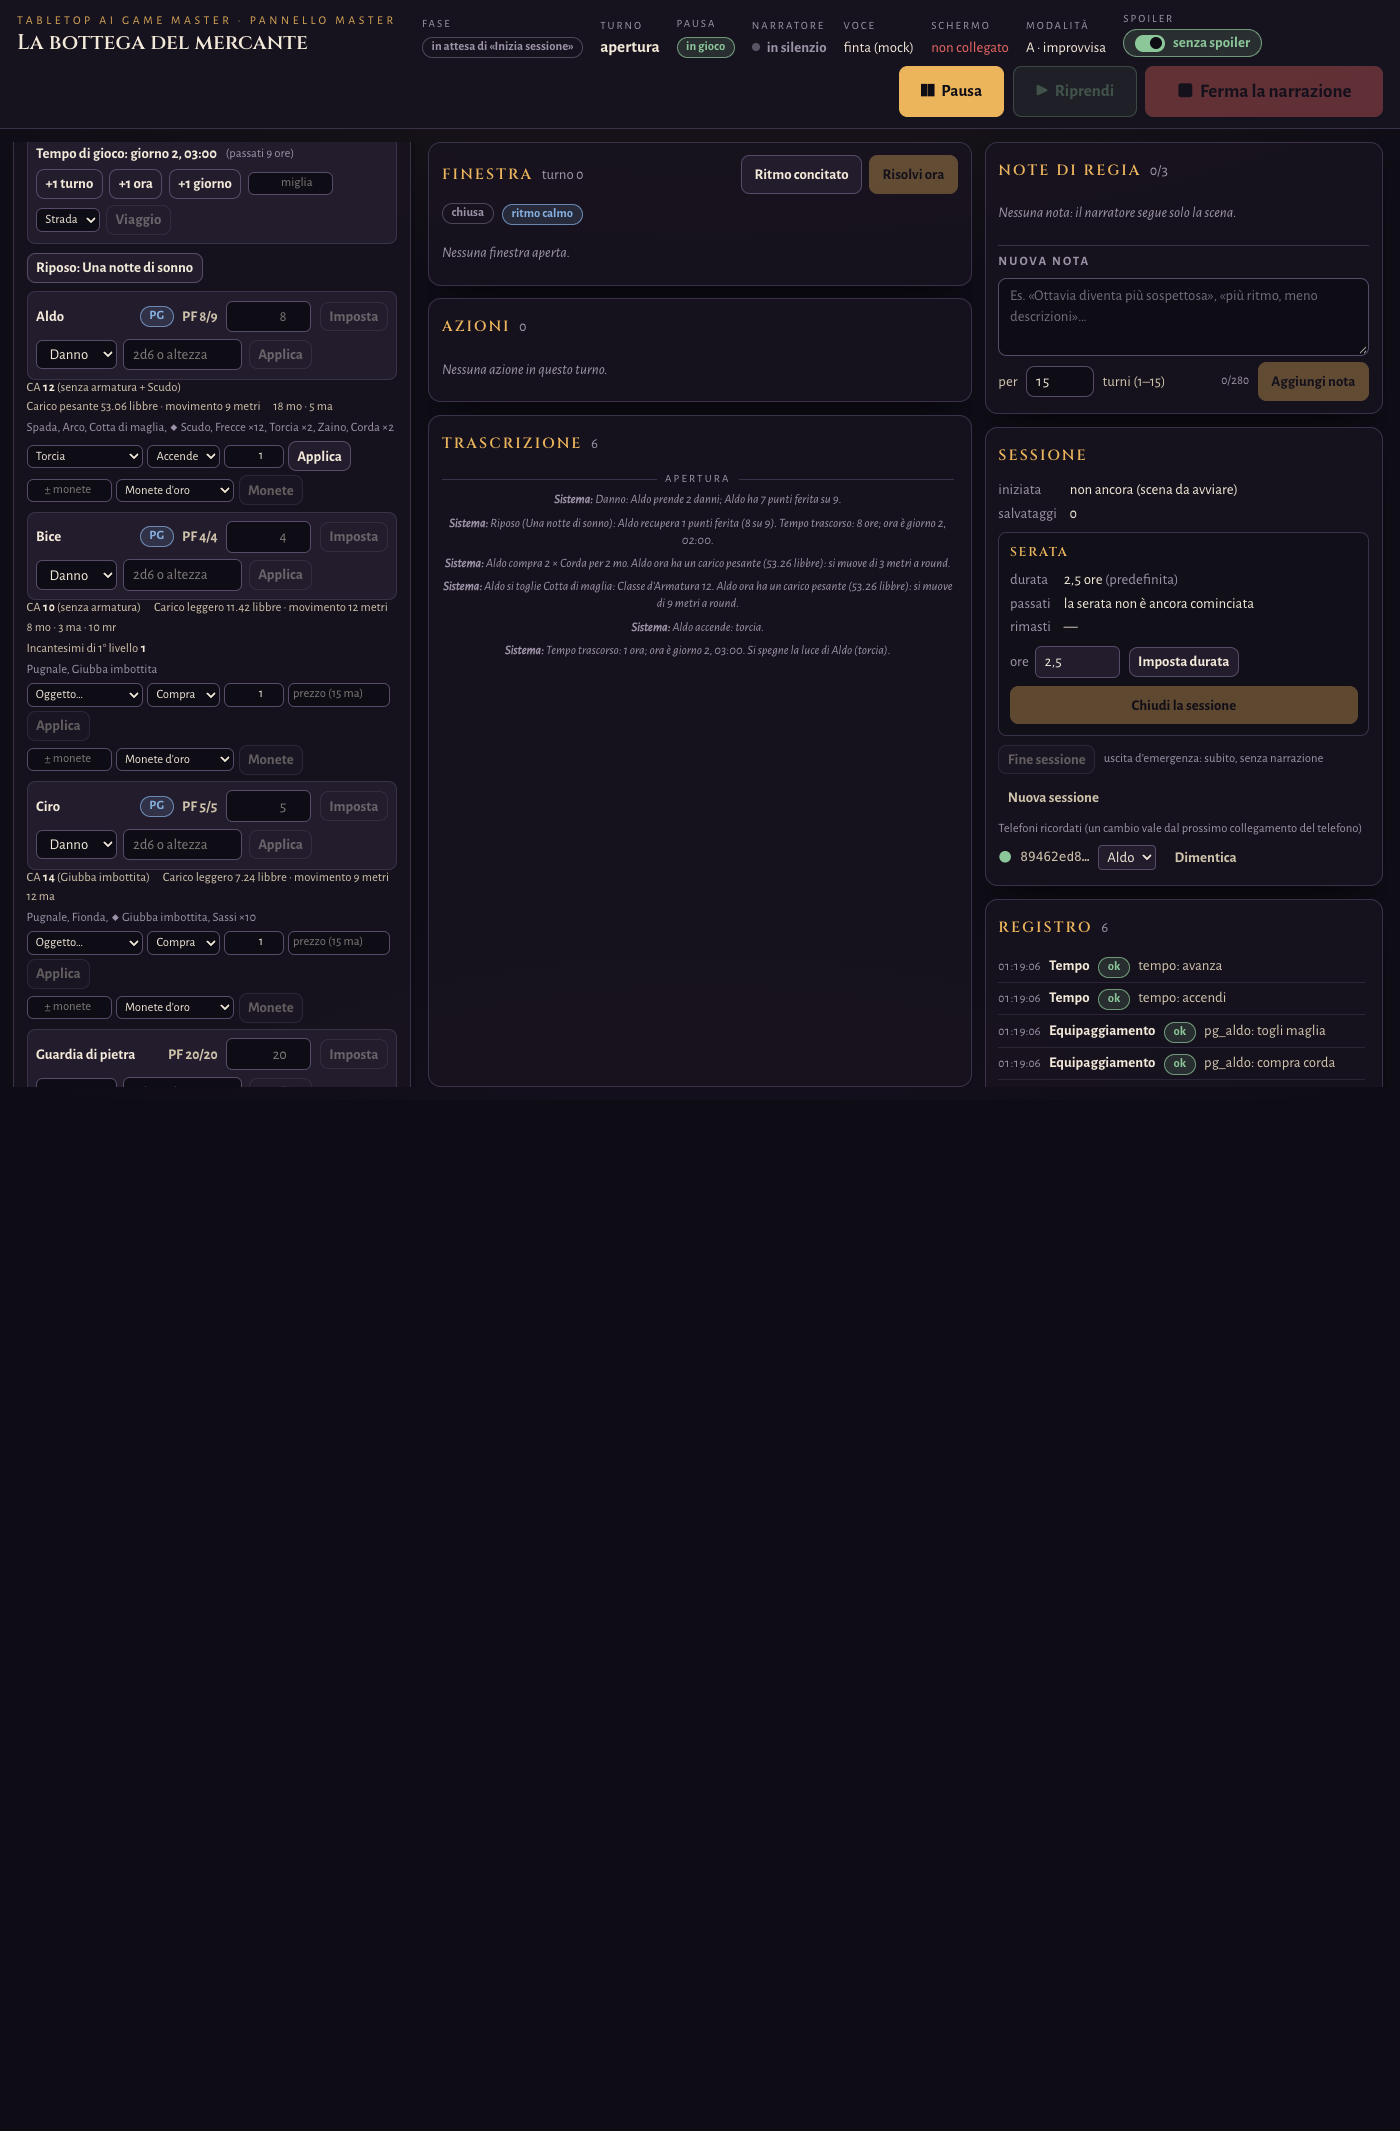 TABLETOP AI GAME MASTER · PANNELLO MASTER
La bottega del mercante
FASE
in attesa di «Inizia sessione»
TURNO
apertura
PAUSA
in gioco
NARRATORE
in silenzio
VOCE
finta (mock)
SCHERMO
non collegato
MODALITÀ
A · improvvisa
SPOILER
senza spoiler
Pausa
Riprendi
Ferma la narrazione
Tempo di gioco: giorno 2, 03:00 (passati 9 ore)
+1 turno +1 ora +1 giorno miglia
Strada Viaggio
Riposo: Una notte di sonno
Aldo PG PF 8/9 8 Imposta
Danno 2d6 o altezza Applica
CA 12 (senza armatura + Scudo)
Carico pesante 53.06 libbre · movimento 9 metri 18 mo · 5 ma
Spada, Arco, Cotta di maglia, ◆ Scudo, Frecce ×12, Torcia ×2, Zaino, Corda ×2
Torcia Accende 1 Applica
± monete Monete d'oro Monete
Bice PG PF 4/4 4 Imposta
Danno 2d6 o altezza Applica
CA 10 (senza armatura) Carico leggero 11.42 libbre · movimento 12 metri
8 mo · 3 ma · 10 mr
Incantesimi di 1° livello 1
Pugnale, Giubba imbottita
Oggetto… Compra 1 prezzo (15 ma)
Applica
± monete Monete d'oro Monete
Ciro PG PF 5/5 5 Imposta
Danno 2d6 o altezza Applica
CA 14 (Giubba imbottita) Carico leggero 7.24 libbre · movimento 9 metri
12 ma
Pugnale, Fionda, ◆ Giubba imbottita, Sassi ×10
Oggetto… Compra 1 prezzo (15 ma)
Applica
± monete Monete d'oro Monete
Guardia di pietra PF 20/20 20 Imposta
FINESTRA turno 0 Ritmo concitato Risolvi ora
chiusa ritmo calmo
Nessuna finestra aperta.
AZIONI 0
Nessuna azione in questo turno.
TRASCRIZIONE 6
APERTURA
Sistema: Danno: Aldo prende 2 danni; Aldo ha 7 punti ferita su 9.
Sistema: Riposo (Una notte di sonno): Aldo recupera 1 punti ferita (8 su 9). Tempo trascorso: 8 ore; ora è giorno 2,
02:00.
Sistema: Aldo compra 2 × Corda per 2 mo. Aldo ora ha un carico pesante (53.26 libbre): si muove di 3 metri a round.
Sistema: Aldo si toglie Cotta di maglia: Classe d'Armatura 12. Aldo ora ha un carico pesante (53.26 libbre): si muove
di 9 metri a round.
Sistema: Aldo accende: torcia.
Sistema: Tempo trascorso: 1 ora; ora è giorno 2, 03:00. Si spegne la luce di Aldo (torcia).
NOTE DI REGIA 0/3
Nessuna nota: il narratore segue solo la scena.
NUOVA NOTA
Es. «Ottavia diventa più sospettosa», «più ritmo, meno
descrizioni»…
per 15 turni (1–15) 0/280 Aggiungi nota
SESSIONE
iniziata non ancora (scena da avviare)
salvataggi 0
SERATA
durata 2,5 ore (predefinita)
passati la serata non è ancora cominciata
rimasti —
ore 2,5 Imposta durata
Chiudi la sessione
Fine sessione uscita d'emergenza: subito, senza narrazione
Nuova sessione
Telefoni ricordati (un cambio vale dal prossimo collegamento del telefono)
89462ed8… Aldo Dimentica
REGISTRO 6
01:19:06 Tempo ok tempo: avanza
01:19:06 Tempo ok tempo: accendi
01:19:06 Equipaggiamento ok pg_aldo: togli maglia
01:19:06 Equipaggiamento ok pg_aldo: compra corda